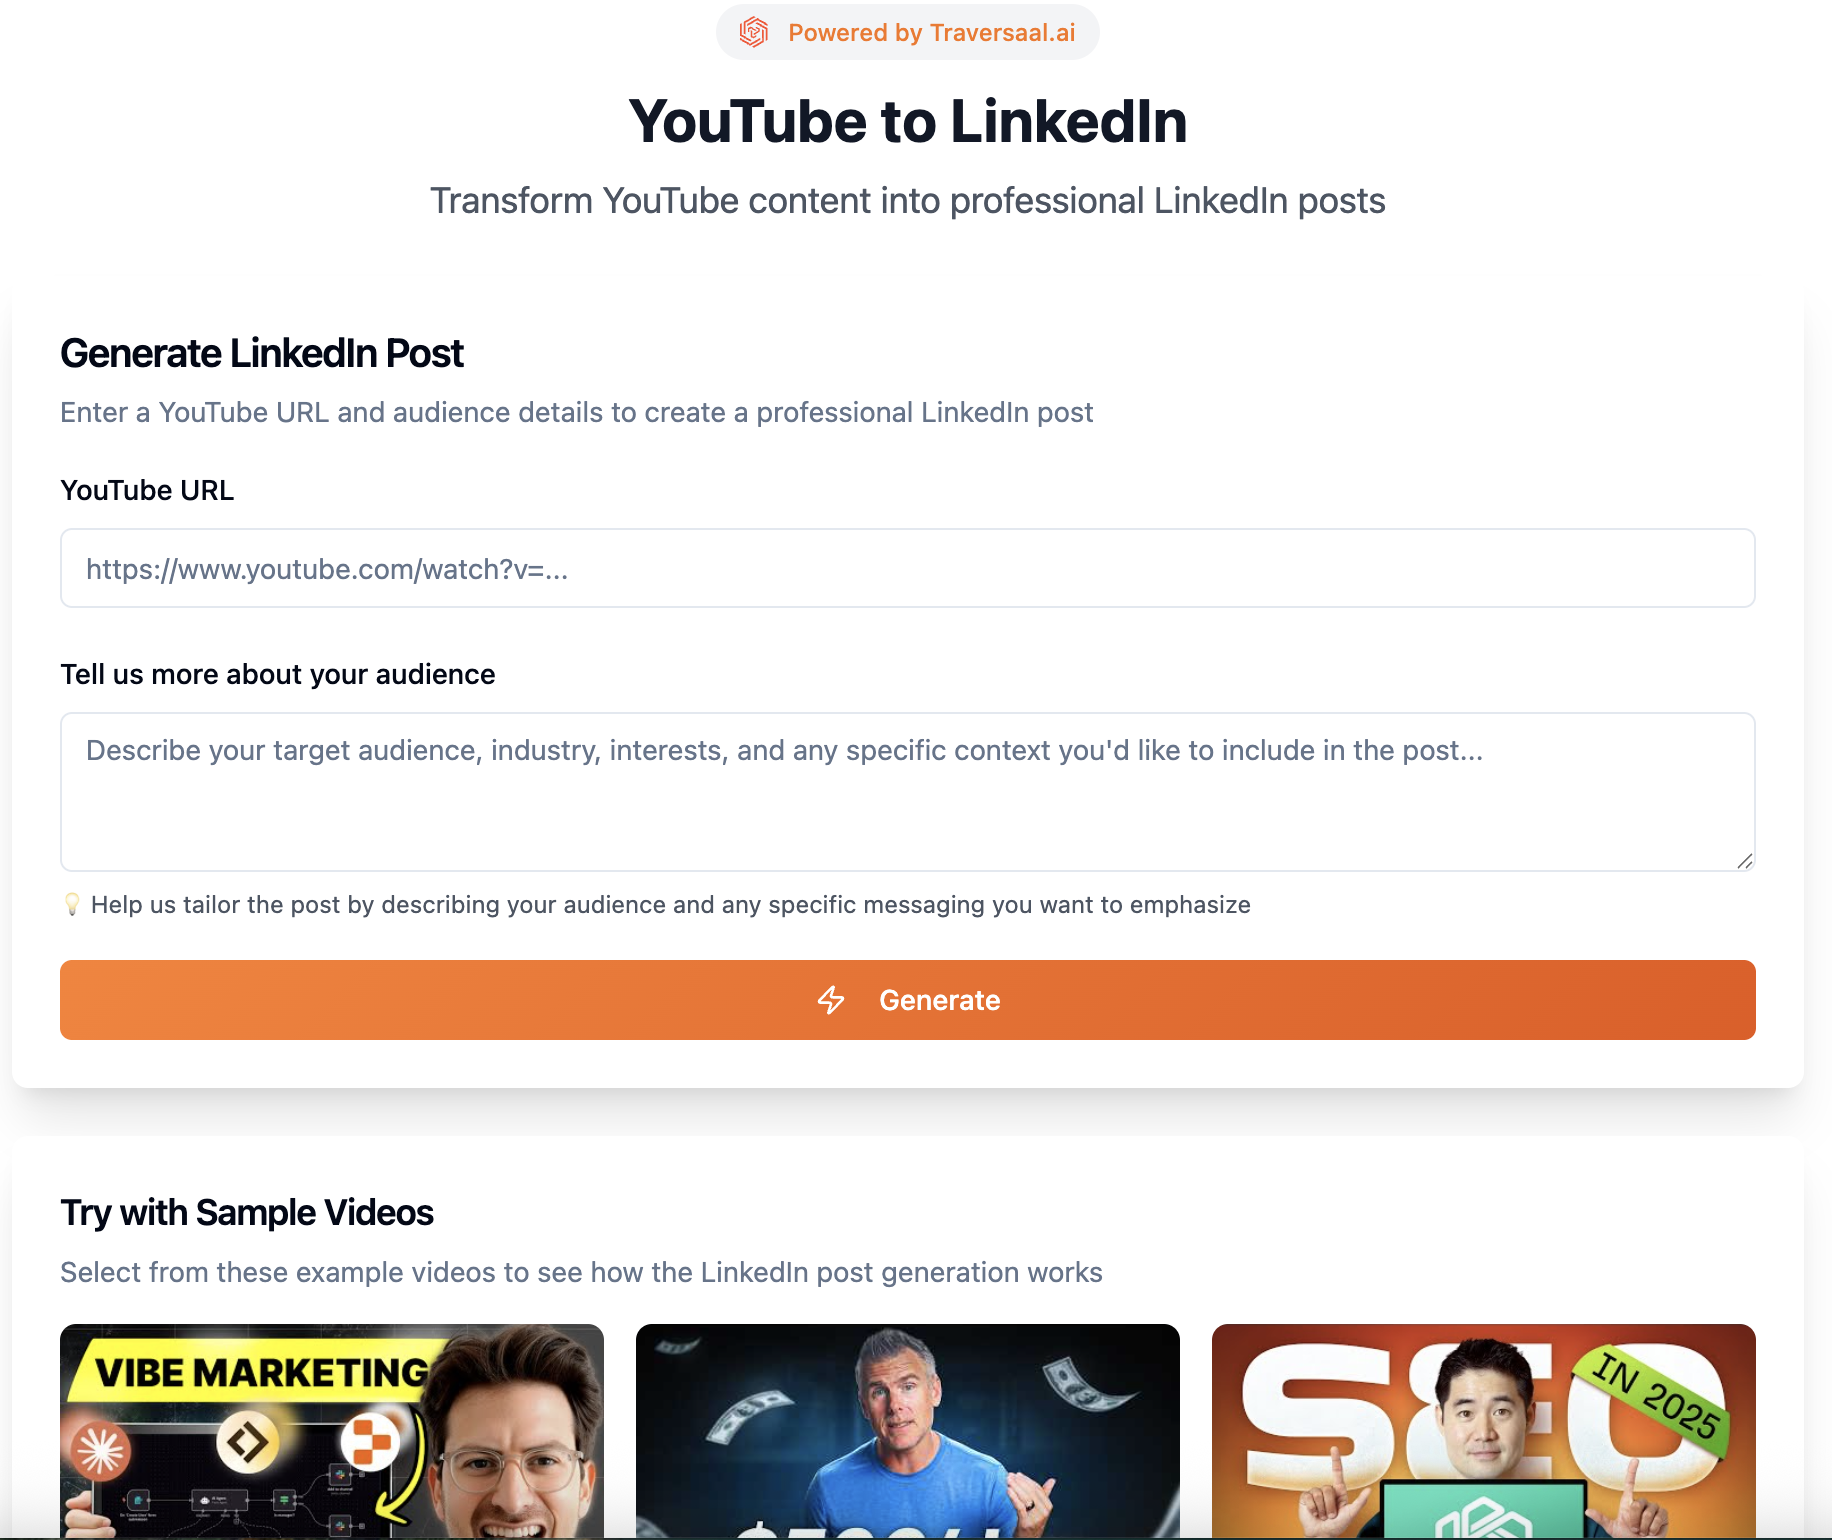 Powered by Traversaal.ai
YouTube to LinkedIn
Transform YouTube content into professional LinkedIn posts
Generate LinkedIn Post
Enter a YouTube URL and audience details to create a professional LinkedIn post
YouTube URL
https://www.youtube.com/watch?v=...
Tell us more about your audience
Describe your target audience, industry, interests, and any specific context you'd like to include in the post...
💡 Help us tailor the post by describing your audience and any specific messaging you want to emphasize
Generate
Try with Sample Videos
Select from these example videos to see how the LinkedIn post generation works
VIBE MARKETING
SEO
IN 2025